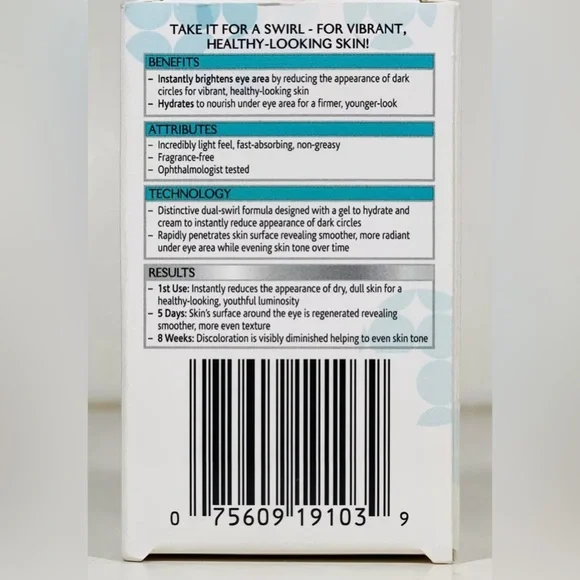 TAKE IT FOR A SWIRL - FOR VIBRANT,
HEALTHY-LOOKING SKIN!
BENEFITS
– Instantly brightens eye area by reducing the appearance of dark
circles for vibrant, healthy-looking skin
– Hydrates to nourish under eye area for a firmer, younger-look
ATTRIBUTES
– Incredibly light feel, fast-absorbing, non-greasy
– Fragrance-free
– Ophthalmologist tested
TECHNOLOGY
– Distinctive dual-swirl formula designed with a gel to hydrate and
cream to instantly reduce appearance of dark circles
– Rapidly penetrates skin surface revealing smoother, more radiant
under eye area while evening skin tone over time
RESULTS
– 1st Use: Instantly reduces the appearance of dry, dull skin for a
healthy-looking, youthful luminosity
– 5 Days: Skin's surface around the eye is regenerated revealing
smoother, more even texture
– 8 Weeks: Discoloration is visibly diminished helping to even skin tone
0 75609 19103 9